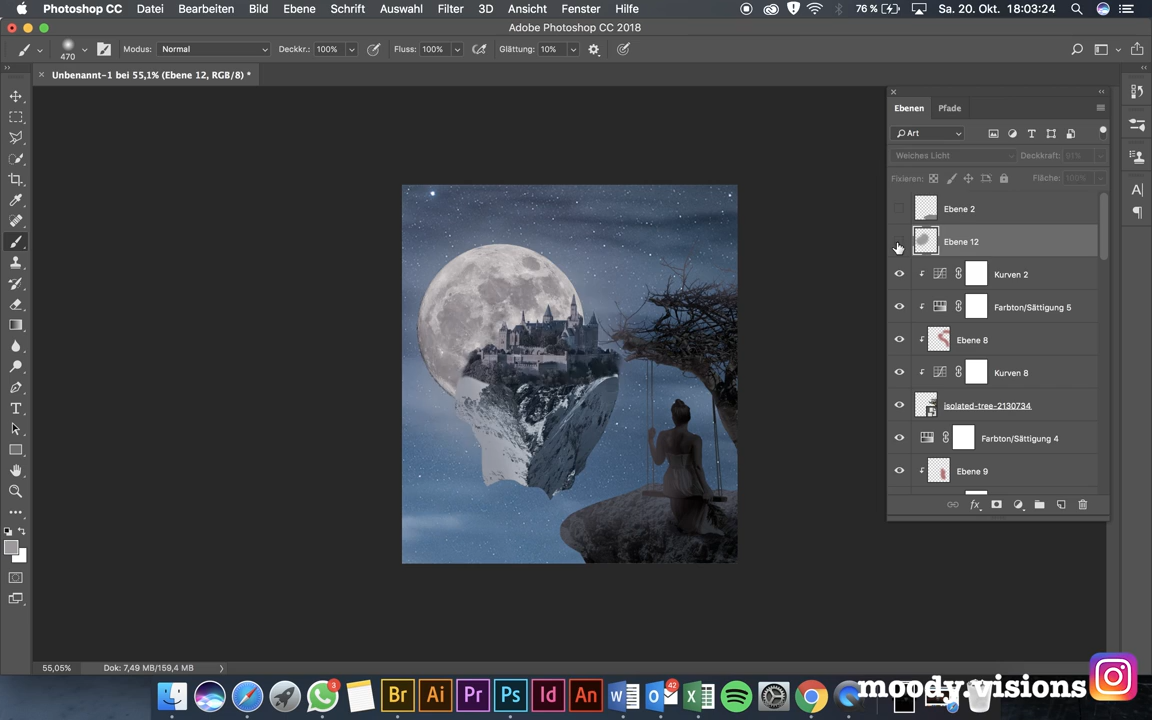 Photoshop CC Datei Bearbeiten Bild Ebene Schrift Auswahl Filter 3D Ansicht Fenster Hilfe 76 % Sa. 20. Okt. 18:03:24
Adobe Photoshop CC 2018
470 Modus: Normal Deckkr.: 100% Fluss: 100% Glättung: 10%
Unbenannt-1 bei 55,1% (Ebene 12, RGB/8) *
Ebenen Pfade
Art
Weiches Licht Deckkraft: 91%
Fixieren: Fläche: 100%
Ebene 2
Ebene 12
Kurven 2
Farbton/Sättigung 5
Ebene 8
Kurven 8
isolated-tree-2130734
Farbton/Sättigung 4
Ebene 9
fx
55,05% Dok: 7,49 MB/159,4 MB
3 Br Ai Pr Ps Id An 42
moody.visions